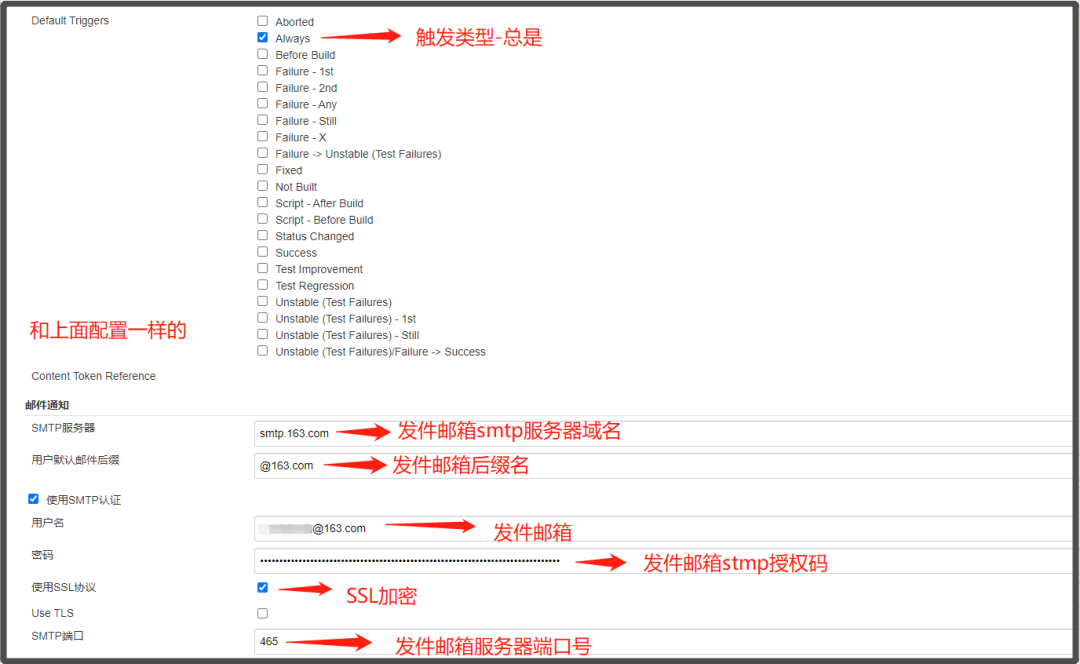 Default Triggers
Aborted
Always
触发类型-总是
Before Build
Failure - 1st
Failure - 2nd
Failure - Any
Failure - Still
Failure - X
Failure -> Unstable (Test Failures)
Fixed
Not Built
Script - After Build
Script - Before Build
Status Changed
Success
Test Improvement
Test Regression
Unstable (Test Failures)
Unstable (Test Failures) - 1st
Unstable (Test Failures) - Still
Unstable (Test Failures)/Failure -> Success
和上面配置一样的
Content Token Reference
邮件通知
SMTP服务器
smtp.163.com
发件邮箱smtp服务器域名
用户默认邮件后缀
@163.com
发件邮箱后缀名
使用SMTP认证
用户名
@163.com
发件邮箱
密码
发件邮箱stmp授权码
使用SSL协议
SSL加密
Use TLS
SMTP端口
465
发件邮箱服务器端口号